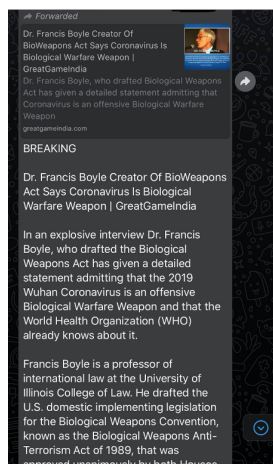 Forwarded
Dr. Francis Boyle Creator Of
BioWeapons Act Says Coronavirus Is
Biological Warfare Weapon |
GreatGameIndia
Dr. Francis Boyle, who drafted Biological Weapons
Act has given a detailed statement admitting that
Coronavirus is an offensive Biological Warfare
Weapon
greatgameindia.com
BREAKING
Dr. Francis Boyle Creator Of BioWeapons
Act Says Coronavirus Is Biological
Warfare Weapon | GreatGameIndia
In an explosive interview Dr. Francis
Boyle, who drafted the Biological
Weapons Act has given a detailed
statement admitting that the 2019
Wuhan Coronavirus is an offensive
Biological Warfare Weapon and that the
World Health Organization (WHO)
already knows about it.
Francis Boyle is a professor of
international law at the University of
Illinois College of Law. He drafted the
U.S. domestic implementing legislation
for the Biological Weapons Convention,
known as the Biological Weapons Anti-
Terrorism Act of 1989, that was
approved unanimously by both Houses